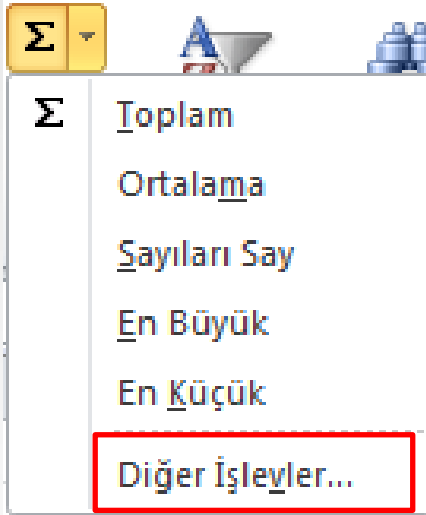 Σ
Σ Toplam
Ortalama
Sayıları Say
En Büyük
En Küçük
Diğer İşlevler...